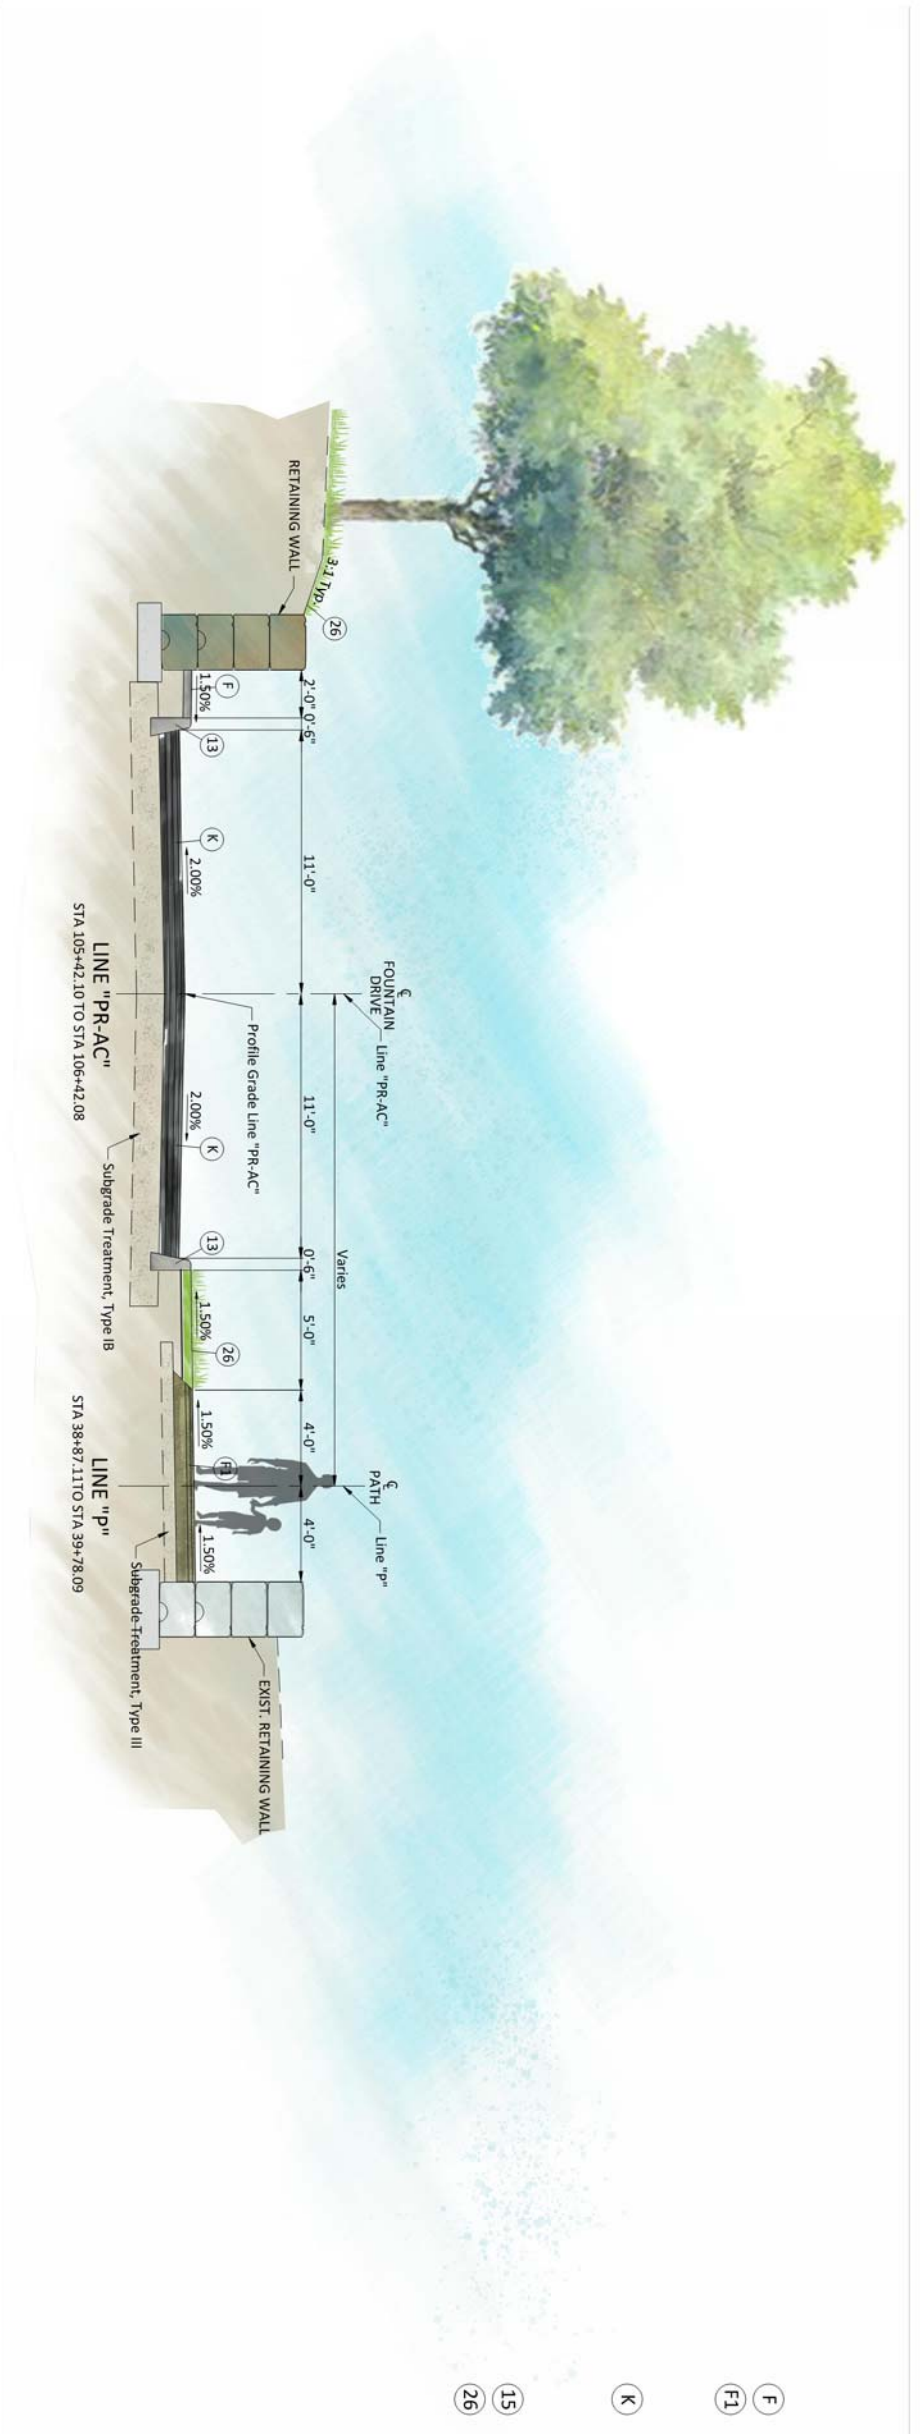 ℄
FOUNTAIN
DRIVE
Line "PR-AC"
℄
PATH
Line "P"
Varies
3:1 Typ.
26
2'-0"
0'-6"
11'-0"
11'-0"
0'-6"
5'-0"
4'-0"
4'-0"
RETAINING WALL
Profile Grade Line "PR-AC"
EXIST. RETAINING WALL
F
1.50%
13
K
2.00%
2.00%
K
13
1.50%
26
1.50%
F1
1.50%
Subgrade Treatment, Type IB
Subgrade Treatment, Type III
LINE "PR-AC"
STA 105+42.10 TO STA 106+42.08
LINE "P"
STA 38+87.11TO STA 39+78.09
F
F1
K
15
26